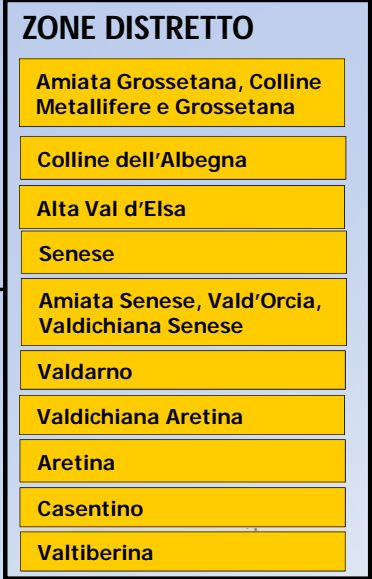 ZONE DISTRETTO
Amiata Grossetana, Colline
Metallifere e Grossetana
Colline dell'Albegna
Alta Val d'Elsa
Senese
Amiata Senese, Vald'Orcia,
Valdichiana Senese
Valdarno
Valdichiana Aretina
Aretina
Casentino
Valtiberina